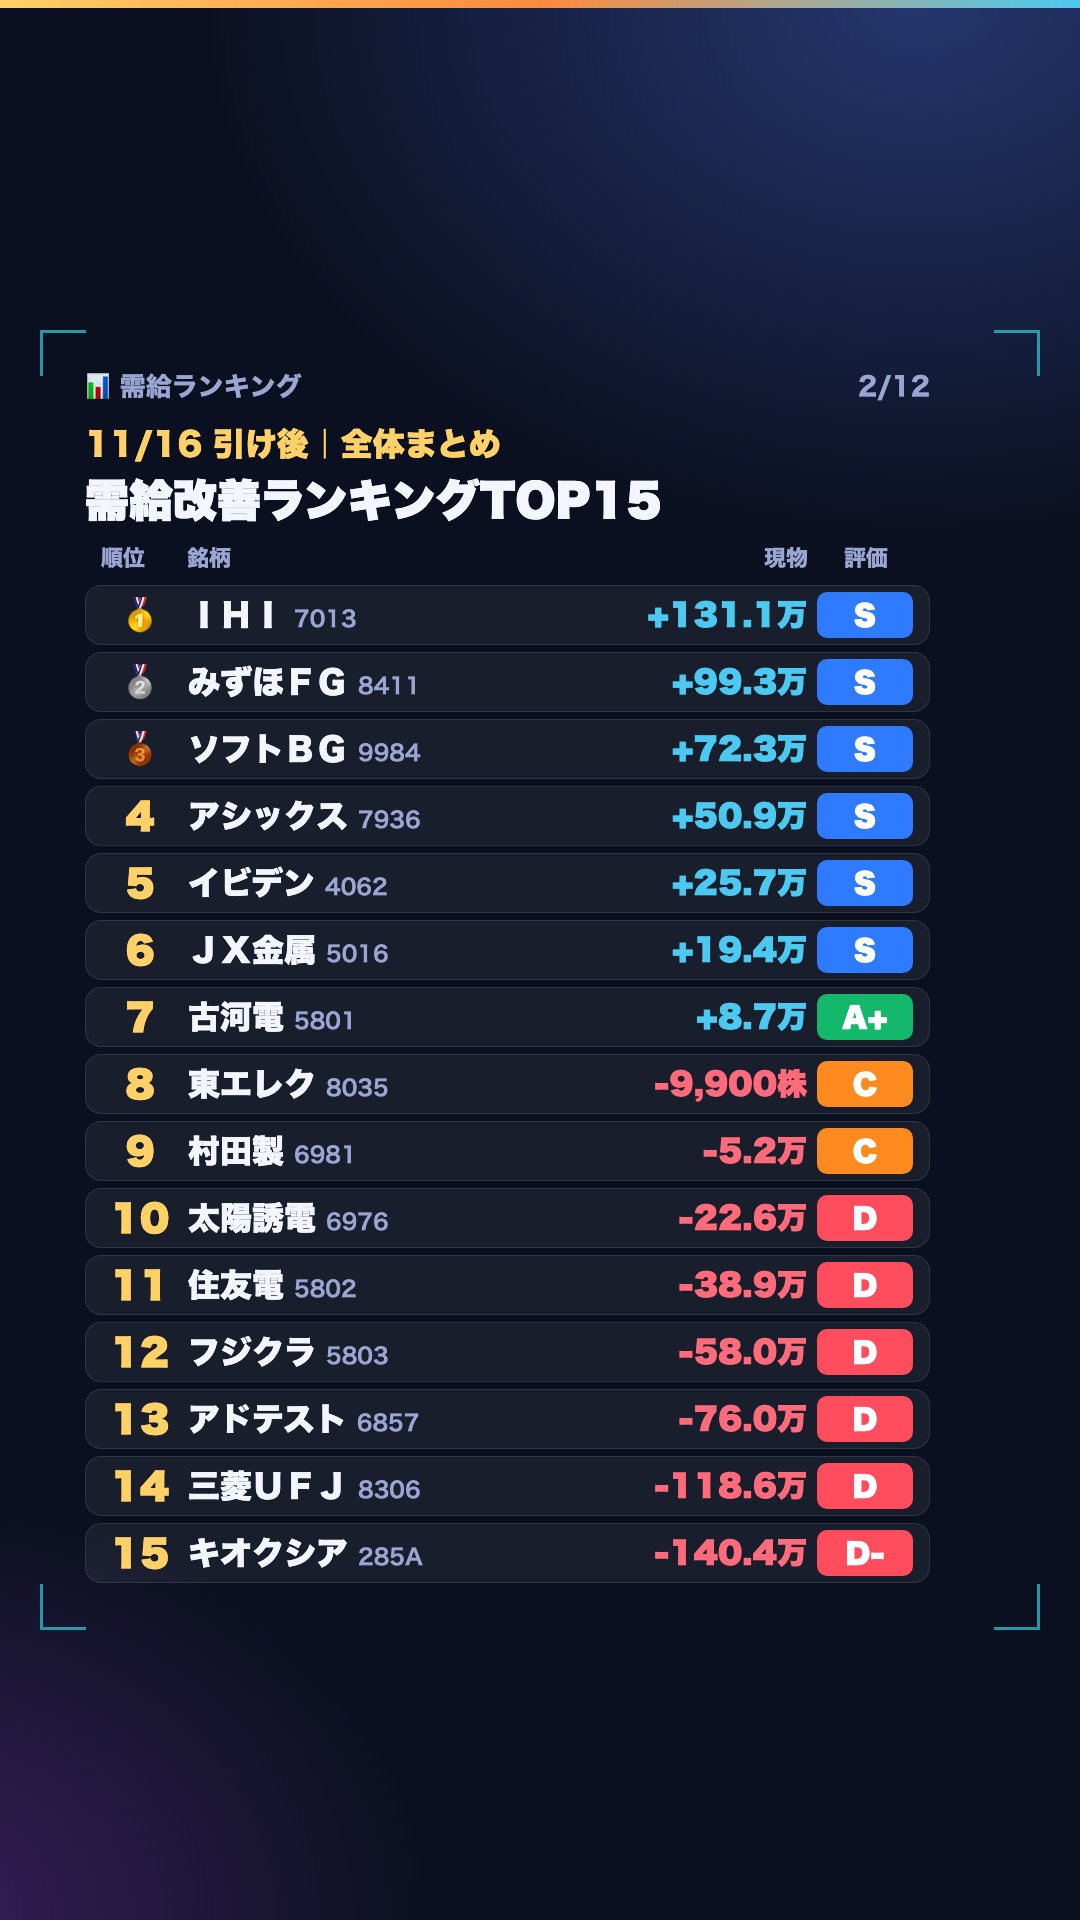 📊 需給ランキング 2/12
11/16 引け後｜全体まとめ
需給改善ランキングTOP15
順位 銘柄 現物 評価
🥇 ＩＨＩ 7013 +131.1万 S
🥈 みずほＦＧ 8411 +99.3万 S
🥉 ソフトＢＧ 9984 +72.3万 S
4 アシックス 7936 +50.9万 S
5 イビデン 4062 +25.7万 S
6 ＪＸ金属 5016 +19.4万 S
7 古河電 5801 +8.7万 A+
8 東エレク 8035 -9,900株 C
9 村田製 6981 -5.2万 C
10 太陽誘電 6976 -22.6万 D
11 住友電 5802 -38.9万 D
12 フジクラ 5803 -58.0万 D
13 アドテスト 6857 -76.0万 D
14 三菱ＵＦＪ 8306 -118.6万 D
15 キオクシア 285A -140.4万 D-